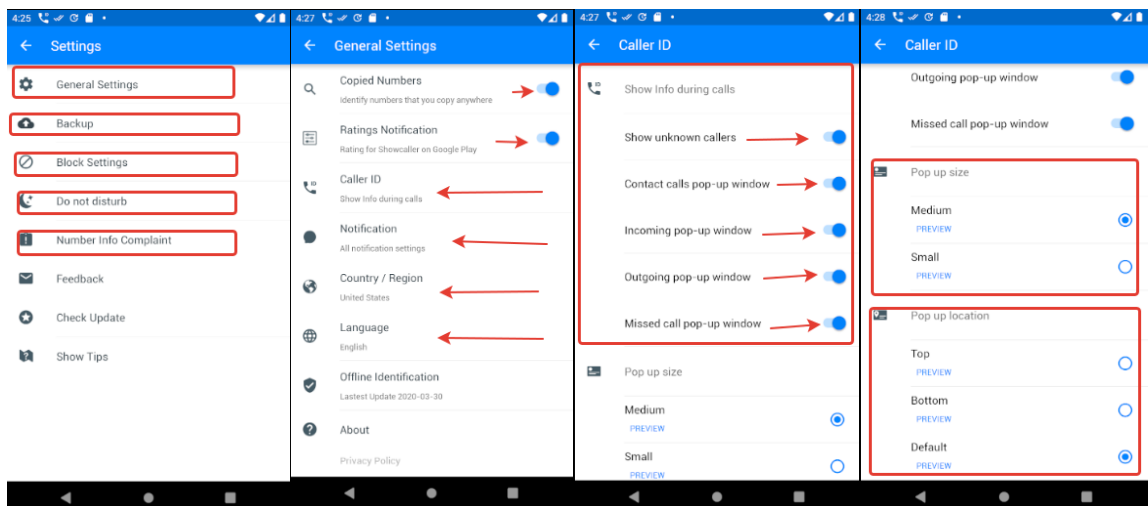 4:25
Settings
General Settings
Backup
Block Settings
Do not disturb
Number Info Complaint
Feedback
Check Update
Show Tips
4:27
General Settings
Copied Numbers
Identify numbers that you copy anywhere
Ratings Notification
Rating for Showcaller on Google Play
Caller ID
Show Info during calls
Notification
All notification settings
Country / Region
United States
Language
English
Offline Identification
Lastest Update 2020-03-30
About
Privacy Policy
4:27
Caller ID
Show Info during calls
Show unknown callers
Contact calls pop-up window
Incoming pop-up window
Outgoing pop-up window
Missed call pop-up window
Pop up size
Medium
PREVIEW
Small
PREVIEW
4:28
Caller ID
Outgoing pop-up window
Missed call pop-up window
Pop up size
Medium
PREVIEW
Small
PREVIEW
Pop up location
Top
PREVIEW
Bottom
PREVIEW
Default
PREVIEW